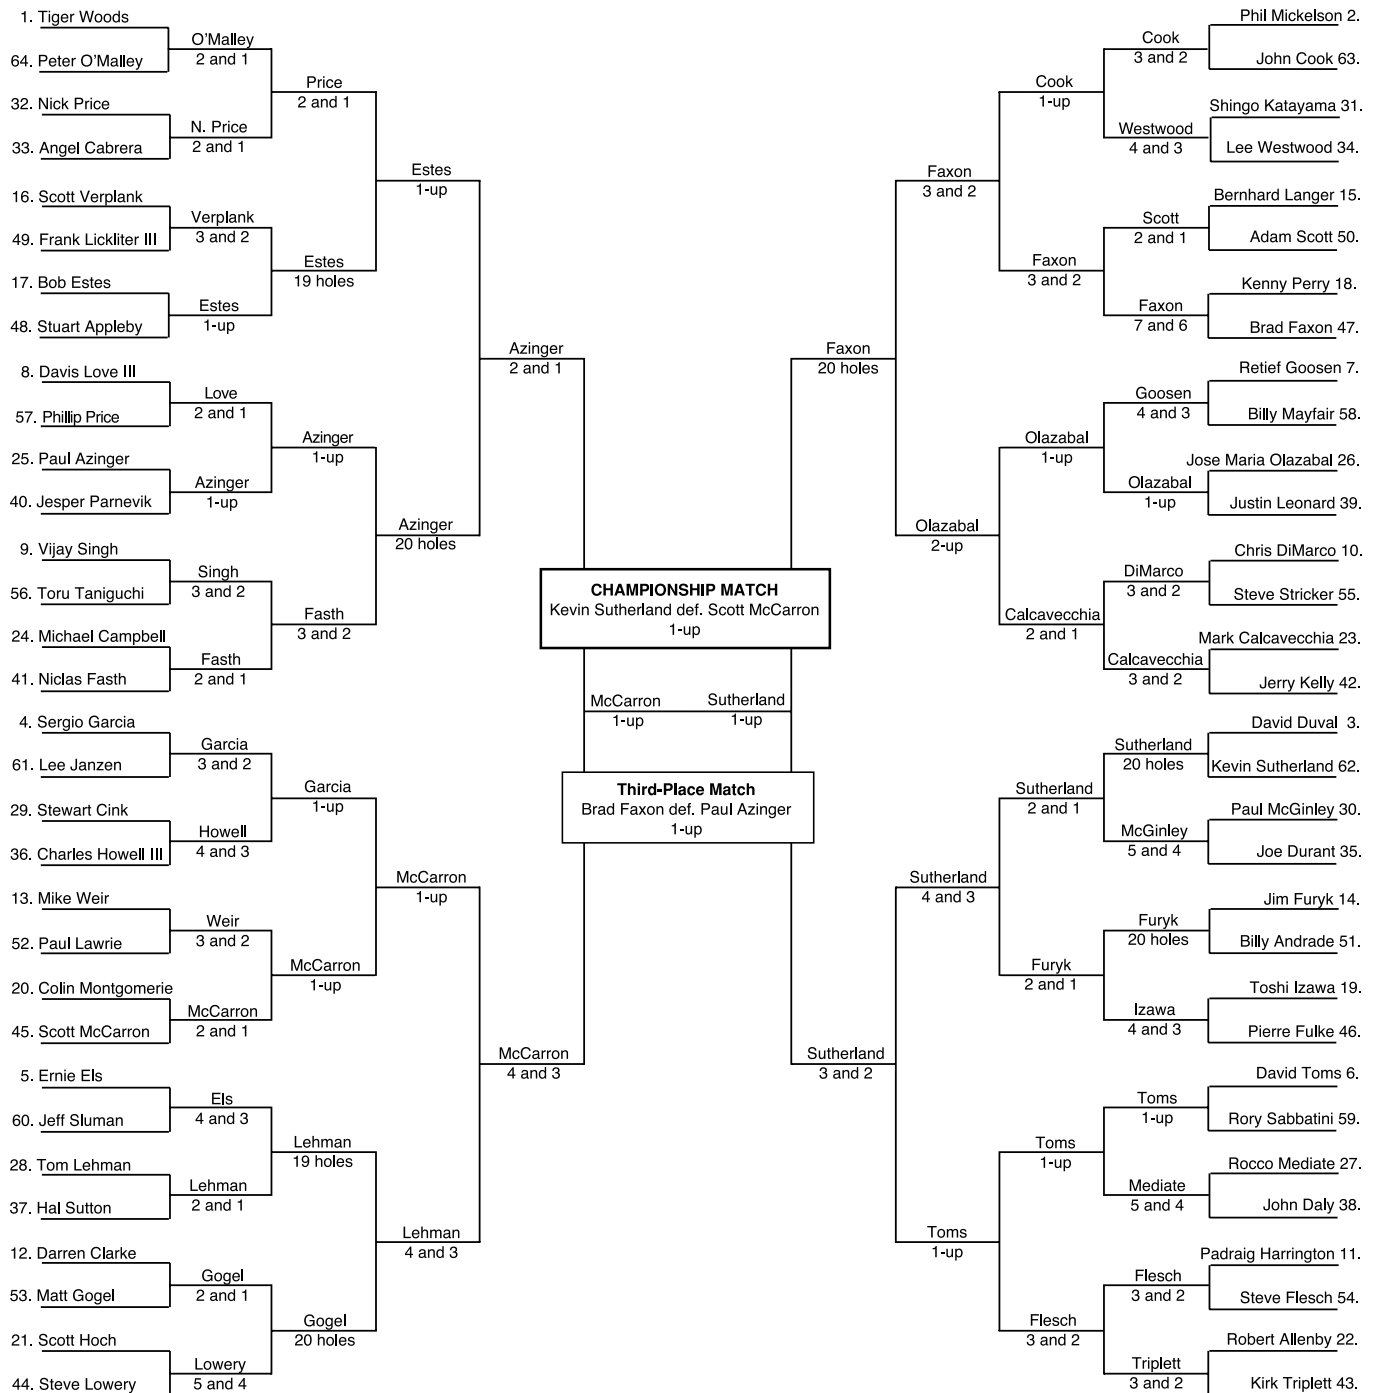 1. Tiger Woods
64. Peter O’Malley
32. Nick Price
33. Angel Cabrera
16. Scott Verplank
49. Frank Lickliter III
17. Bob Estes
48. Stuart Appleby
8. Davis Love III
57. Phillip Price
25. Paul Azinger
40. Jesper Parnevik
9. Vijay Singh
56. Toru Taniguchi
24. Michael Campbell
41. Niclas Fasth
4. Sergio Garcia
61. Lee Janzen
29. Stewart Cink
36. Charles Howell III
13. Mike Weir
52. Paul Lawrie
20. Colin Montgomerie
45. Scott McCarron
5. Ernie Els
60. Jeff Sluman
28. Tom Lehman
37. Hal Sutton
12. Darren Clarke
53. Matt Gogel
21. Scott Hoch
44. Steve Lowery
O’Malley
2 and 1
N. Price
2 and 1
Verplank
3 and 2
Estes
1-up
Love
2 and 1
Azinger
1-up
Singh
3 and 2
Fasth
2 and 1
Garcia
3 and 2
Howell
4 and 3
Weir
3 and 2
McCarron
2 and 1
Els
4 and 3
Lehman
2 and 1
Gogel
2 and 1
Lowery
5 and 4
Price
2 and 1
Estes
19 holes
Azinger
1-up
Fasth
3 and 2
Garcia
1-up
McCarron
1-up
Lehman
19 holes
Gogel
20 holes
Estes
1-up
Azinger
20 holes
McCarron
1-up
Lehman
4 and 3
Azinger
2 and 1
McCarron
4 and 3
CHAMPIONSHIP MATCH
Kevin Sutherland def. Scott McCarron
1-up
McCarron
1-up
Sutherland
1-up
Third-Place Match
Brad Faxon def. Paul Azinger
1-up
Faxon
20 holes
Sutherland
3 and 2
Faxon
3 and 2
Olazabal
2-up
Sutherland
4 and 3
Toms
1-up
Cook
1-up
Faxon
3 and 2
Olazabal
1-up
Calcavecchia
2 and 1
Sutherland
2 and 1
Furyk
2 and 1
Toms
1-up
Flesch
3 and 2
Cook
3 and 2
Westwood
4 and 3
Scott
2 and 1
Faxon
7 and 6
Goosen
4 and 3
Olazabal
1-up
DiMarco
3 and 2
Calcavecchia
3 and 2
Sutherland
20 holes
McGinley
5 and 4
Furyk
20 holes
Izawa
4 and 3
Toms
1-up
Mediate
5 and 4
Flesch
3 and 2
Triplett
3 and 2
Phil Mickelson 2.
John Cook 63.
Shingo Katayama 31.
Lee Westwood 34.
Bernhard Langer 15.
Adam Scott 50.
Kenny Perry 18.
Brad Faxon 47.
Retief Goosen 7.
Billy Mayfair 58.
Jose Maria Olazabal 26.
Justin Leonard 39.
Chris DiMarco 10.
Steve Stricker 55.
Mark Calcavecchia 23.
Jerry Kelly 42.
David Duval 3.
Kevin Sutherland 62.
Paul McGinley 30.
Joe Durant 35.
Jim Furyk 14.
Billy Andrade 51.
Toshi Izawa 19.
Pierre Fulke 46.
David Toms 6.
Rory Sabbatini 59.
Rocco Mediate 27.
John Daly 38.
Padraig Harrington 11.
Steve Flesch 54.
Robert Allenby 22.
Kirk Triplett 43.